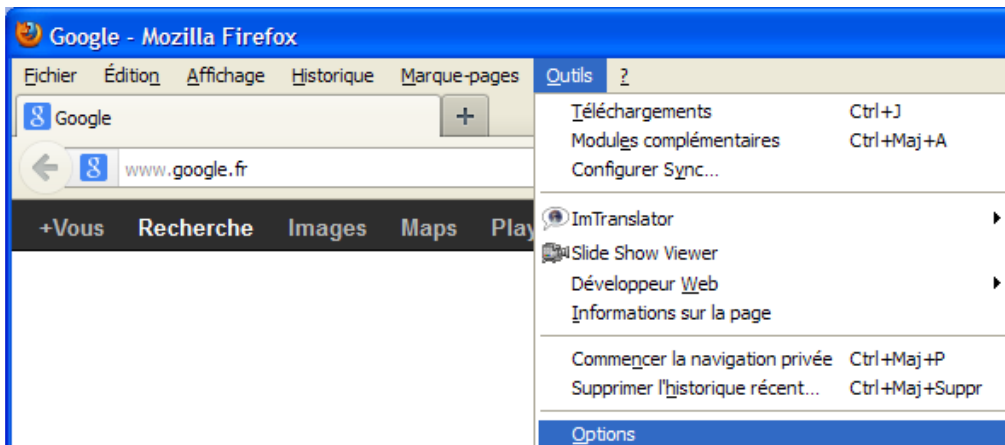 Google - Mozilla Firefox
Fichier Édition Affichage Historique Marque-pages Outils ?
Google +
www.google.fr
+Vous Recherche Images Maps Play
Téléchargements Ctrl+J
Modules complémentaires Ctrl+Maj+A
Configurer Sync...
ImTranslator
Slide Show Viewer
Développeur Web
Informations sur la page
Commencer la navigation privée Ctrl+Maj+P
Supprimer l'historique récent... Ctrl+Maj+Suppr
Options